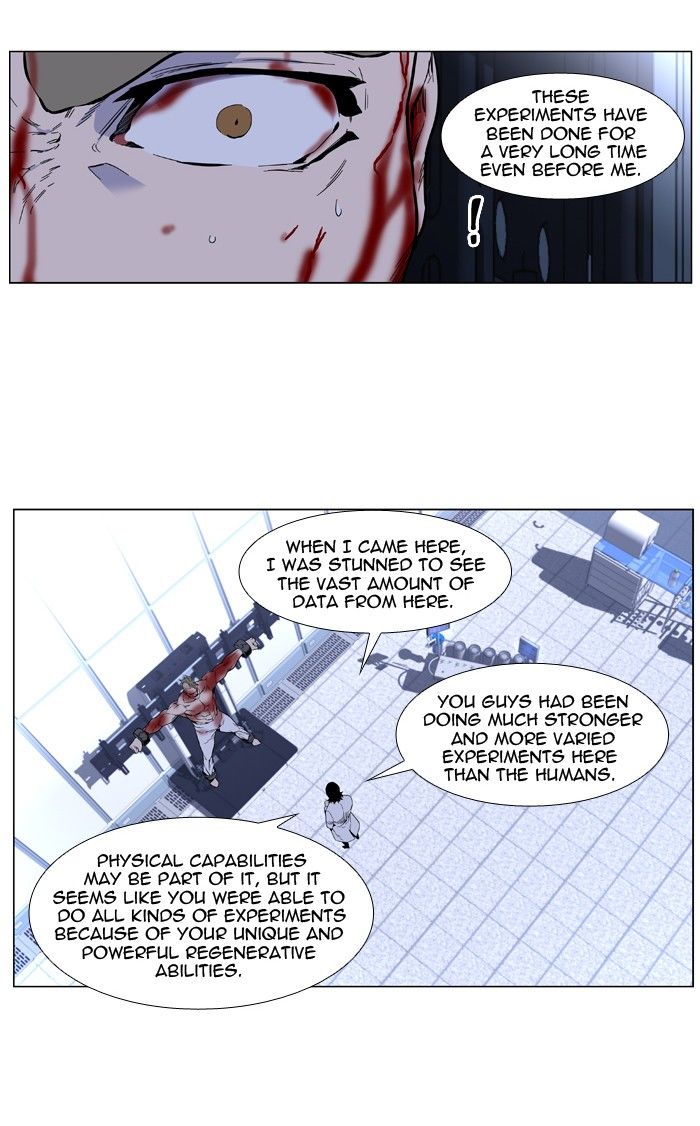 THESE
EXPERIMENTS HAVE
BEEN DONE FOR
A VERY LONG TIME
EVEN BEFORE ME.
!
WHEN I CAME HERE,
I WAS STUNNED TO SEE
THE VAST AMOUNT OF
DATA FROM HERE.
YOU GUYS HAD BEEN
DOING MUCH STRONGER
AND MORE VARIED
EXPERIMENTS HERE
THAN THE HUMANS.
PHYSICAL CAPABILITIES
MAY BE PART OF IT, BUT IT
SEEMS LIKE YOU WERE ABLE TO
DO ALL KINDS OF EXPERIMENTS
BECAUSE OF YOUR UNIQUE AND
POWERFUL REGENERATIVE
ABILITIES.